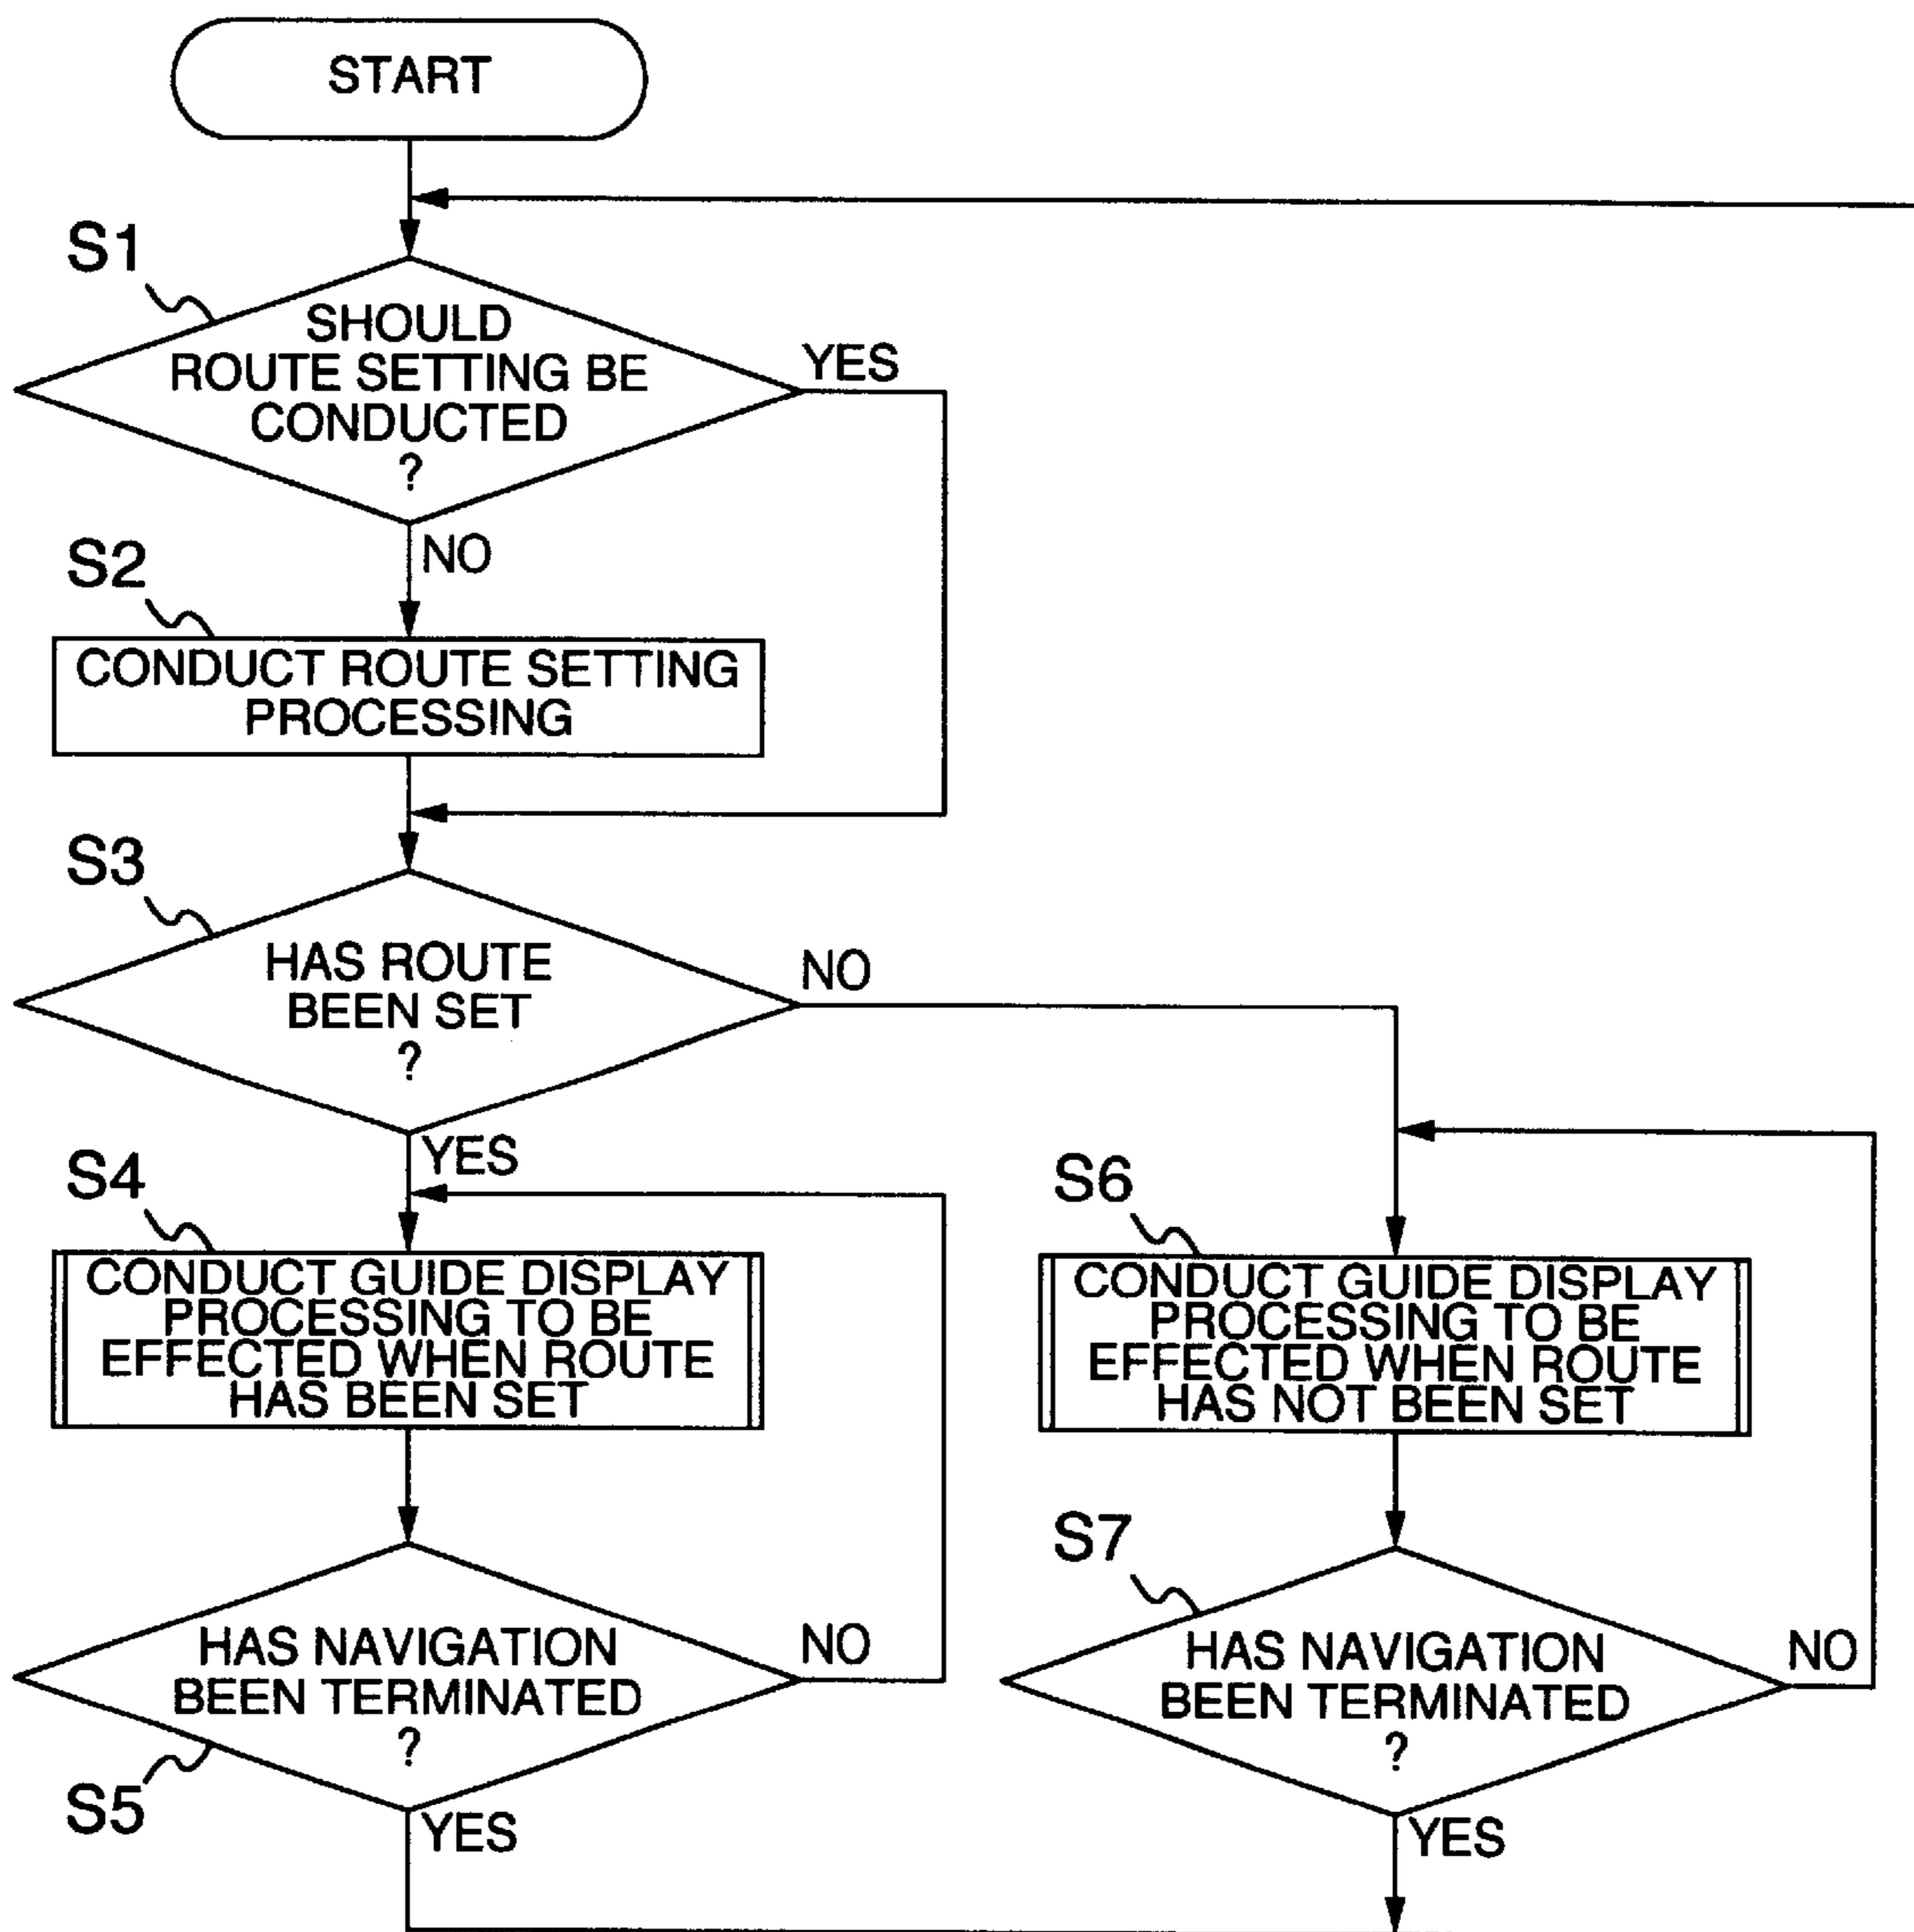 START
S1
SHOULD
ROUTE SETTING BE
CONDUCTED
?
YES
NO
S2
CONDUCT ROUTE SETTING
PROCESSING
S3
HAS ROUTE
BEEN SET
?
NO
YES
S4
CONDUCT GUIDE DISPLAY
PROCESSING TO BE
EFFECTED WHEN ROUTE
HAS BEEN SET
S6
CONDUCT GUIDE DISPLAY
PROCESSING TO BE
EFFECTED WHEN ROUTE
HAS NOT BEEN SET
HAS NAVIGATION
BEEN TERMINATED
?
NO
S5
YES
S7
HAS NAVIGATION
BEEN TERMINATED
?
NO
YES